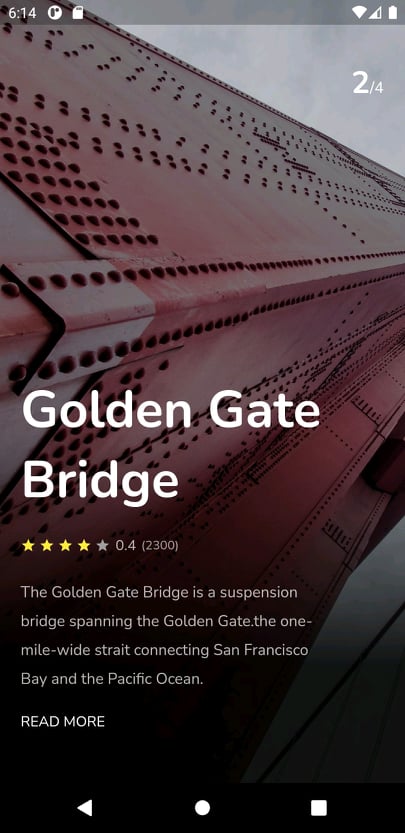 6:14
2/4
Golden Gate
Bridge
0.4 (2300)
The Golden Gate Bridge is a suspension
bridge spanning the Golden Gate.the one-
mile-wide strait connecting San Francisco
Bay and the Pacific Ocean.
READ MORE